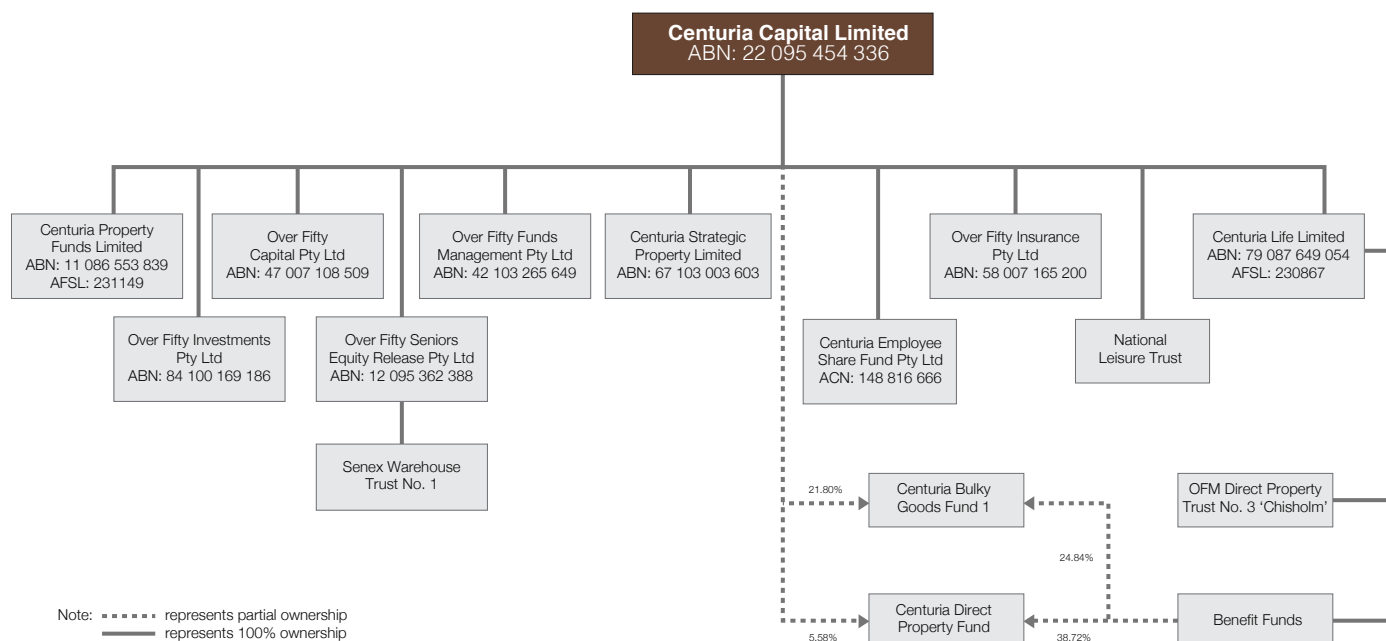 Centuria Capital Limited
ABN: 22 095 454 336
Centuria Property
Funds Limited
ABN: 11 086 553 839
AFSL: 231149
Over Fifty
Capital Pty Ltd
ABN: 47 007 108 509
Over Fifty Funds
Management Pty Ltd
ABN: 42 103 265 649
Centuria Strategic
Property Limited
ABN: 67 103 003 603
Over Fifty Insurance
Pty Ltd
ABN: 58 007 165 200
Centuria Life Limited
ABN: 79 087 649 054
AFSL: 230867
Over Fifty Investments
Pty Ltd
ABN: 84 100 169 186
Over Fifty Seniors
Equity Release Pty Ltd
ABN: 12 095 362 388
Centuria Employee
Share Fund Pty Ltd
ACN: 148 816 666
National
Leisure Trust
Senex Warehouse
Trust No. 1
21.80%
Centuria Bulky
Goods Fund 1
OFM Direct Property
Trust No. 3 'Chisholm'
24.84%
Note: represents partial ownership
represents 100% ownership
5.58%
Centuria Direct
Property Fund
38.72%
Benefit Funds